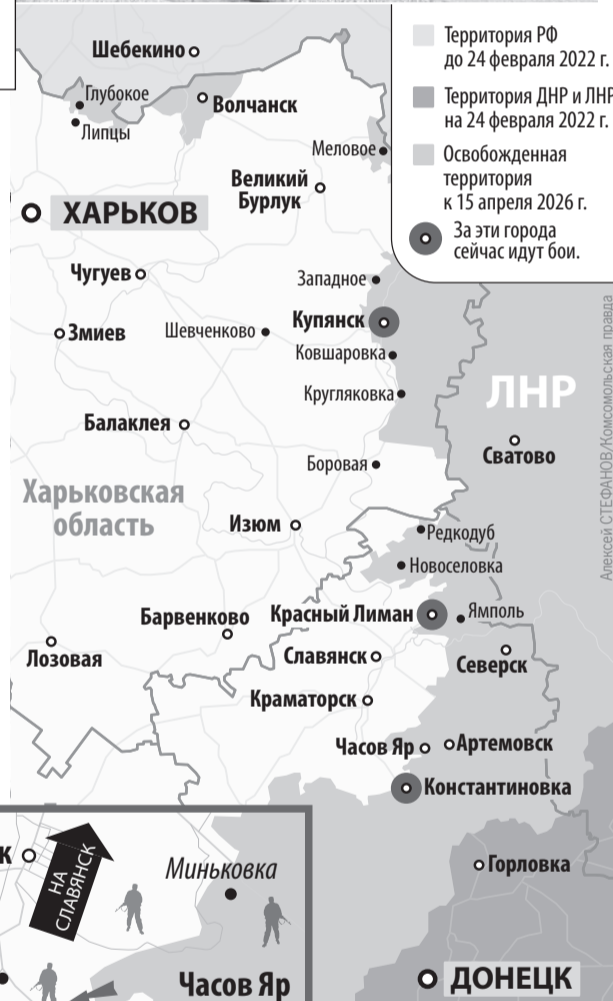 Шебекино
Глубокое
Липцы
Волчанск
Меловое
Великий
Бурлук
ХАРЬКОВ
Чугуев
Западное
Змиев
Шевченково
Купянск
Ковшаровка
Кругляковка
ЛНР
Балаклея
Сватово
Боровая
Харьковская
область
Изюм
Редкодуб
Новоселовка
Барвенково
Красный Лиман
Ямполь
Лозовая
Славянск
Северск
Краматорск
Часов Яр
Артемовск
Константиновка
Горловка
ДОНЕЦК
Территория РФ
до 24 февраля 2022 г.
Территория ДНР и ЛНР
на 24 февраля 2022 г.
Освобожденная
территория
к 15 апреля 2026 г.
За эти города
сейчас идут бои.
Алексей СТЕФАНОВ/Комсомольская правда
К
НА
СЛАВЯНСК
Миньковка
Часов Яр